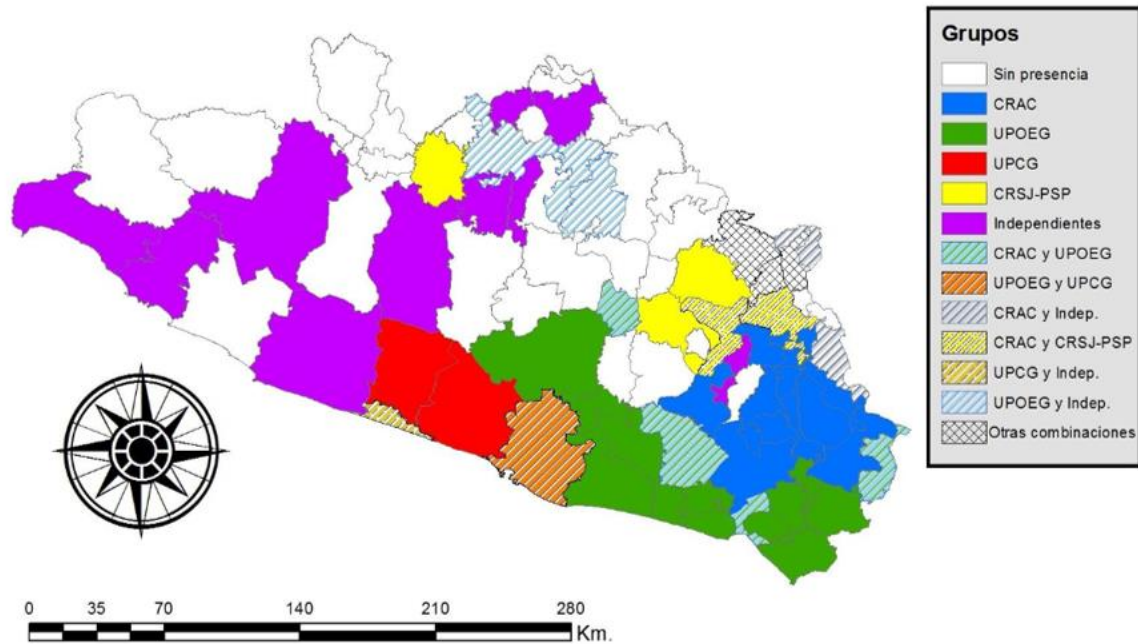 Grupos
Sin presencia
CRAC
UPOEG
UPCG
CRSJ-PSP
Independientes
CRAC y UPOEG
UPOEG y UPCG
CRAC y Indep.
CRAC y CRSJ-PSP
UPCG y Indep.
UPOEG y Indep.
Otras combinaciones
0 35 70 140 210 280
Km.